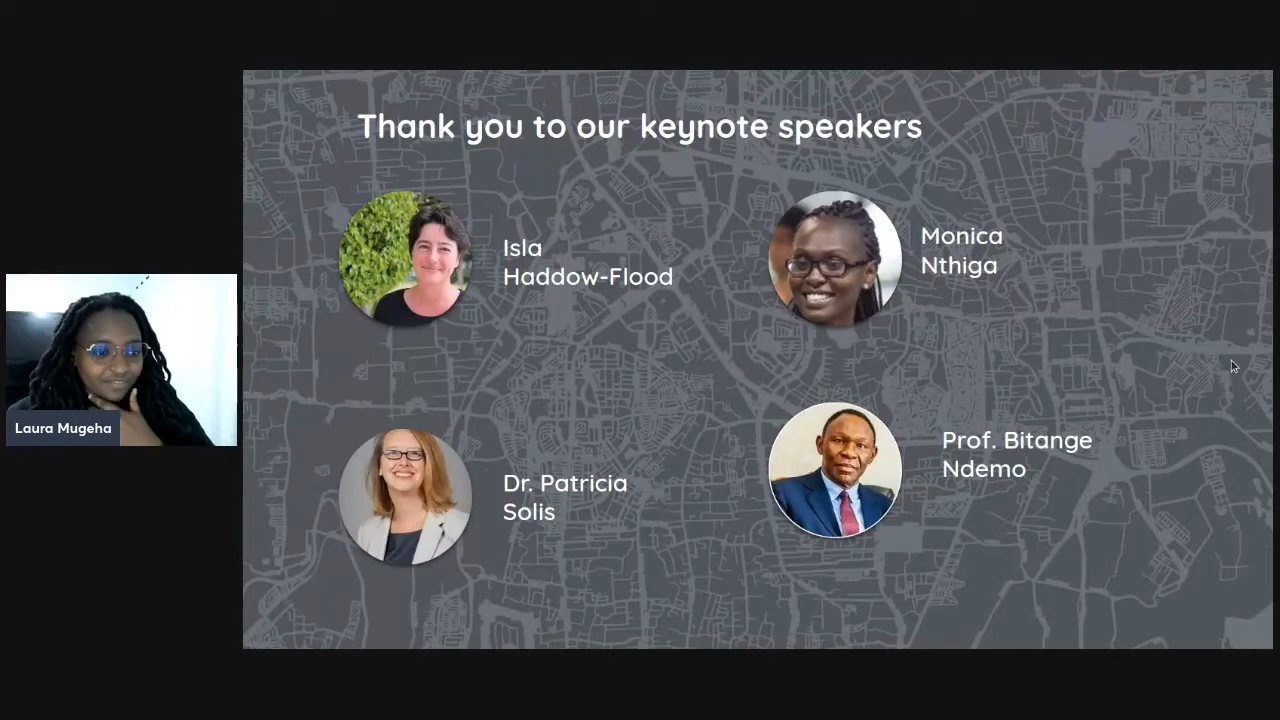 Thank you to our keynote speakers
Isla
Haddow-Flood
Monica
Nthiga
Laura Mugeha
Dr. Patricia
Solis
Prof. Bitange
Ndemo